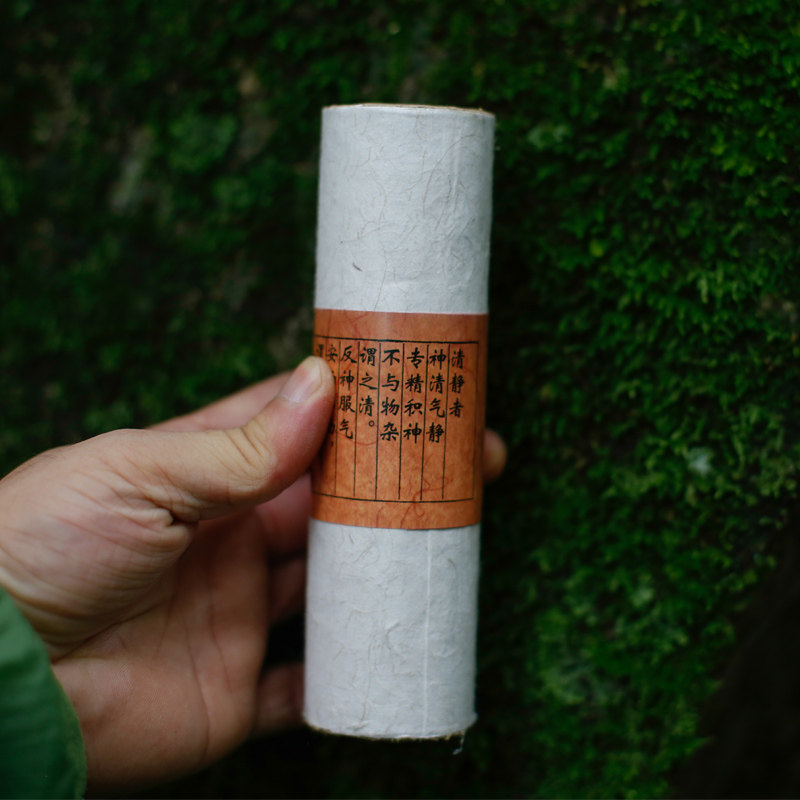 清静者
神清气静
专精积神
不与物杂
谓之清。
反神服气